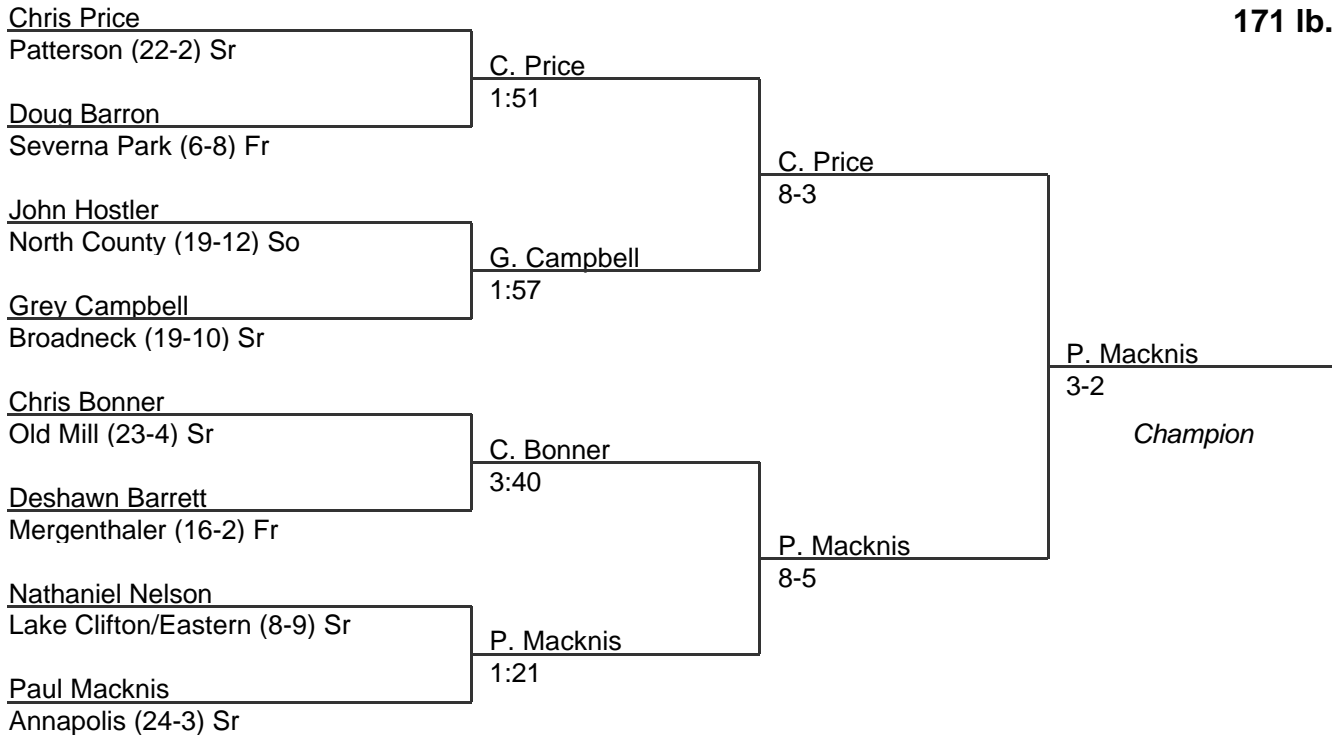 171 lb.
Chris Price
Patterson (22-2) Sr
C. Price
1:51
Doug Barron
Severna Park (6-8) Fr
C. Price
8-3
John Hostler
North County (19-12) So
G. Campbell
1:57
Grey Campbell
Broadneck (19-10) Sr
P. Macknis
3-2
Champion
Chris Bonner
Old Mill (23-4) Sr
C. Bonner
3:40
Deshawn Barrett
Mergenthaler (16-2) Fr
P. Macknis
8-5
Nathaniel Nelson
Lake Clifton/Eastern (8-9) Sr
P. Macknis
1:21
Paul Macknis
Annapolis (24-3) Sr